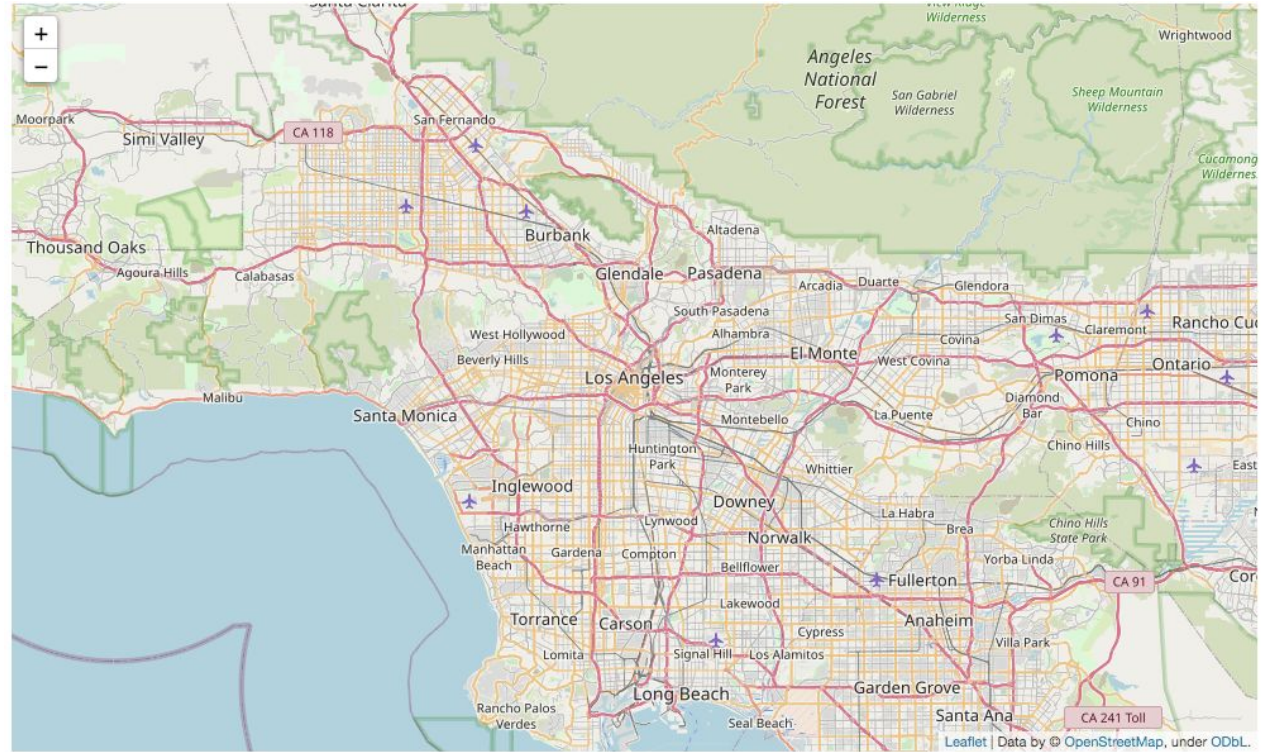 Santa Clarita
View Ridge
Wilderness
+
−
Wrightwood
Angeles
National
Forest
San Gabriel
Wilderness
Sheep Mountain
Wilderness
Moorpark
Simi Valley
CA 118
San Fernando
Cucamong
Wilderness
Thousand Oaks
Burbank
Altadena
Agoura Hills
Calabasas
Glendale
Pasadena
Arcadia
Duarte
Glendora
South Pasadena
San Dimas
Claremont
Rancho Cuc
West Hollywood
Alhambra
Covina
Beverly Hills
El Monte
West Covina
Ontario
Los Angeles
Monterey
Park
Pomona
Malibu
Diamond
Bar
Santa Monica
Montebello
La Puente
Chino
Huntington
Park
Chino Hills
Whittier
East
Inglewood
Downey
La Habra
Hawthorne
Lynwood
Brea
Chino Hills
State Park
Norwalk
Manhattan
Beach
Gardena
Compton
Yorba Linda
Bellflower
Fullerton
CA 91
Cor
Lakewood
Torrance
Carson
Cypress
Anaheim
Villa Park
Lomita
Signal Hill
Los Alamitos
Long Beach
Garden Grove
Rancho Palos
Verdes
Seal Beach
Santa Ana
CA 241 Toll
Leaflet | Data by © OpenStreetMap, under ODbL.